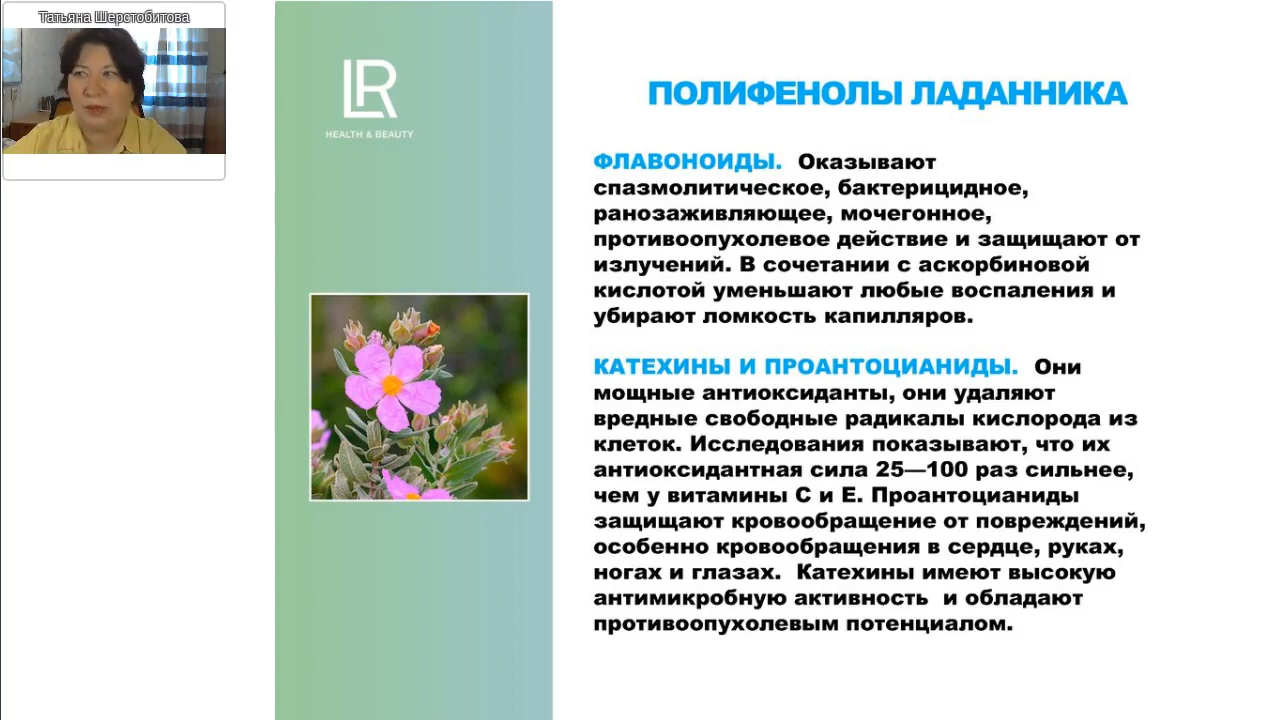 Татьяна Шерстобитова
LR
HEALTH & BEAUTY
ПОЛИФЕНОЛЫ ЛАДАННИКА
ФЛАВОНОИДЫ. Оказывают
спазмолитическое, бактерицидное,
ранозаживляющее, мочегонное,
противоопухолевое действие и защищают от
излучений. В сочетании с аскорбиновой
кислотой уменьшают любые воспаления и
убирают ломкость капилляров.
КАТЕХИНЫ И ПРОАНТОЦИАНИДЫ. Они
мощные антиоксиданты, они удаляют
вредные свободные радикалы кислорода из
клеток. Исследования показывают, что их
антиоксидантная сила 25—100 раз сильнее,
чем у витамины С и Е. Проантоцианиды
защищают кровообращение от повреждений,
особенно кровообращения в сердце, руках,
ногах и глазах. Катехины имеют высокую
антимикробную активность и обладают
противоопухолевым потенциалом.